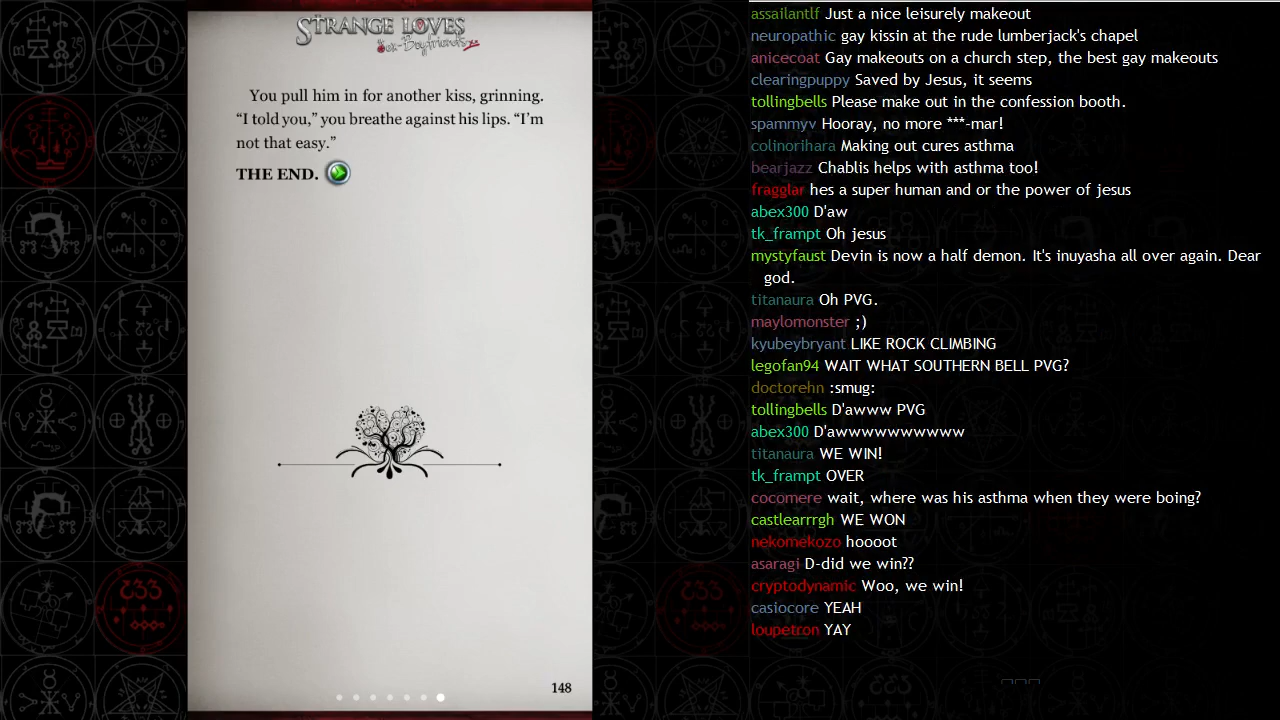 STRANGE LOVES
Vex-Boyfriends
You pull him in for another kiss, grinning.
“I told you,” you breathe against his lips. “I’m
not that easy.”
THE END.
148
assailantlf Just a nice leisurely makeout
neuropathic gay kissin at the rude lumberjack's chapel
anicecoat Gay makeouts on a church step, the best gay makeouts
clearingpuppy Saved by Jesus, it seems
tollingbells Please make out in the confession booth.
spammyv Hooray, no more ***-mar!
colinorihara Making out cures asthma
bearjazz Chablis helps with asthma too!
fragglar hes a super human and or the power of jesus
abex300 D'aw
tk_frampt Oh jesus
mystyfaust Devin is now a half demon. It's inuyasha all over again. Dear
god.
titanaura Oh PVG.
maylomonster ;)
kyubeybryant LIKE ROCK CLIMBING
legofan94 WAIT WHAT SOUTHERN BELL PVG?
doctorehn :smug:
tollingbells D'awww PVG
abex300 D'awwwwwwwwww
titanaura WE WIN!
tk_frampt OVER
cocomere wait, where was his asthma when they were boing?
castlearrrgh WE WON
nekomekozo hoooot
asaragi D-did we win??
cryptodynamic Woo, we win!
casiocore YEAH
loupetron YAY